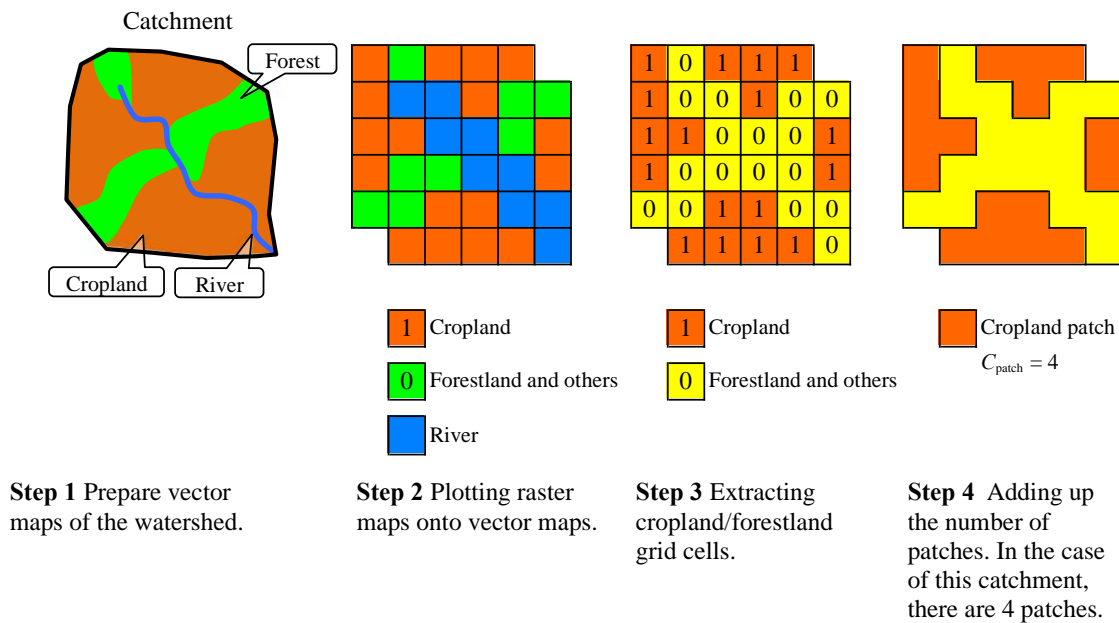 Catchment
Forest
Cropland
River
1 0 1 1 1
1 0 0 1 0 0
1 1 0 0 0 1
1 0 0 0 0 1
0 0 1 1 0 0
1 1 1 1 0
1 Cropland
0 Forestland and others
River
1 Cropland
0 Forestland and others
Cropland patch
C patch = 4
Step 1 Prepare vector
maps of the watershed.
Step 2 Plotting raster
maps onto vector maps.
Step 3 Extracting
cropland/forestland
grid cells.
Step 4 Adding up
the number of
patches. In the case
of this catchment,
there are 4 patches.